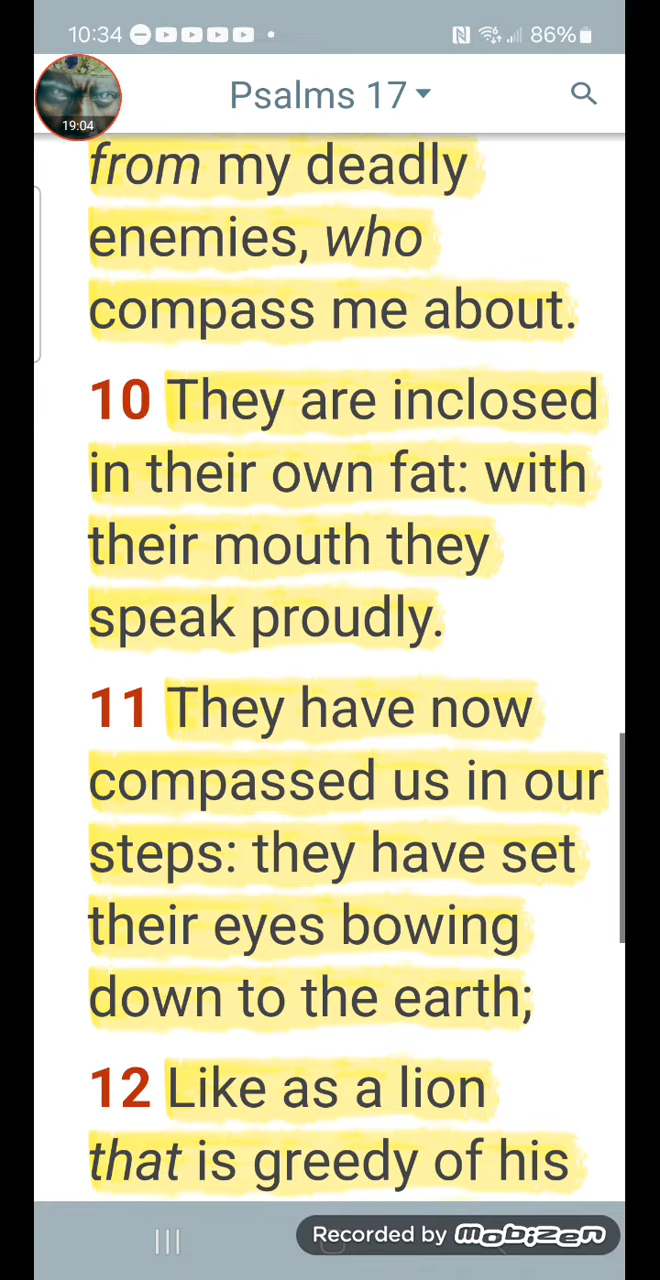 10:34
86%
19:04
Psalms 17
from my deadly
enemies, who
compass me about.
10 They are inclosed
in their own fat: with
their mouth they
speak proudly.
11 They have now
compassed us in our
steps: they have set
their eyes bowing
down to the earth;
12 Like as a lion
that is greedy of his
Recorded by mobizen